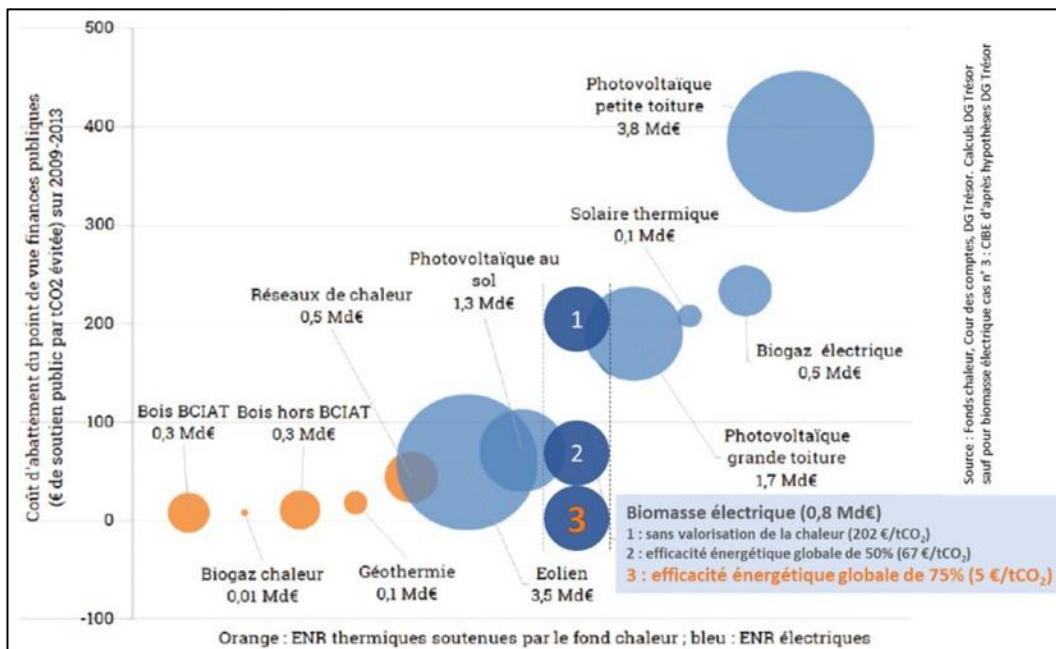 500
400
300
200
100
0
-100
Coût d'abattement du point de vue finances publiques
(€ de soutien public par tCO2 évitée) sur 2009-2013
Photovoltaïque
petite toiture
3,8 Md€
Solaire thermique
0,1 Md€
Photovoltaïque au
sol
1,3 Md€
Réseaux de chaleur
0,5 Md€
Biogaz électrique
0,5 Md€
Bois BCIAT
0,3 Md€
Bois hors BCIAT
0,3 Md€
Photovoltaïque
grande toiture
1,7 Md€
1
2
3
Biogaz chaleur
0,01 Md€
Géothermie
0,1 Md€
Eolien
3,5 Md€
Biomasse électrique (0,8 Md€)
1 : sans valorisation de la chaleur (202 €/tCO₂)
2 : efficacité énergétique globale de 50% (67 €/tCO₂)
3 : efficacité énergétique globale de 75% (5 €/tCO₂)
Orange : ENR thermiques soutenues par le fond chaleur ; bleu : ENR électriques
Source : Fonds chaleur, Cour des comptes, DG Trésor. Calculs DG Trésor
sauf pour biomasse électrique cas n° 3 : CIBE d'après hypothèses DG Trésor